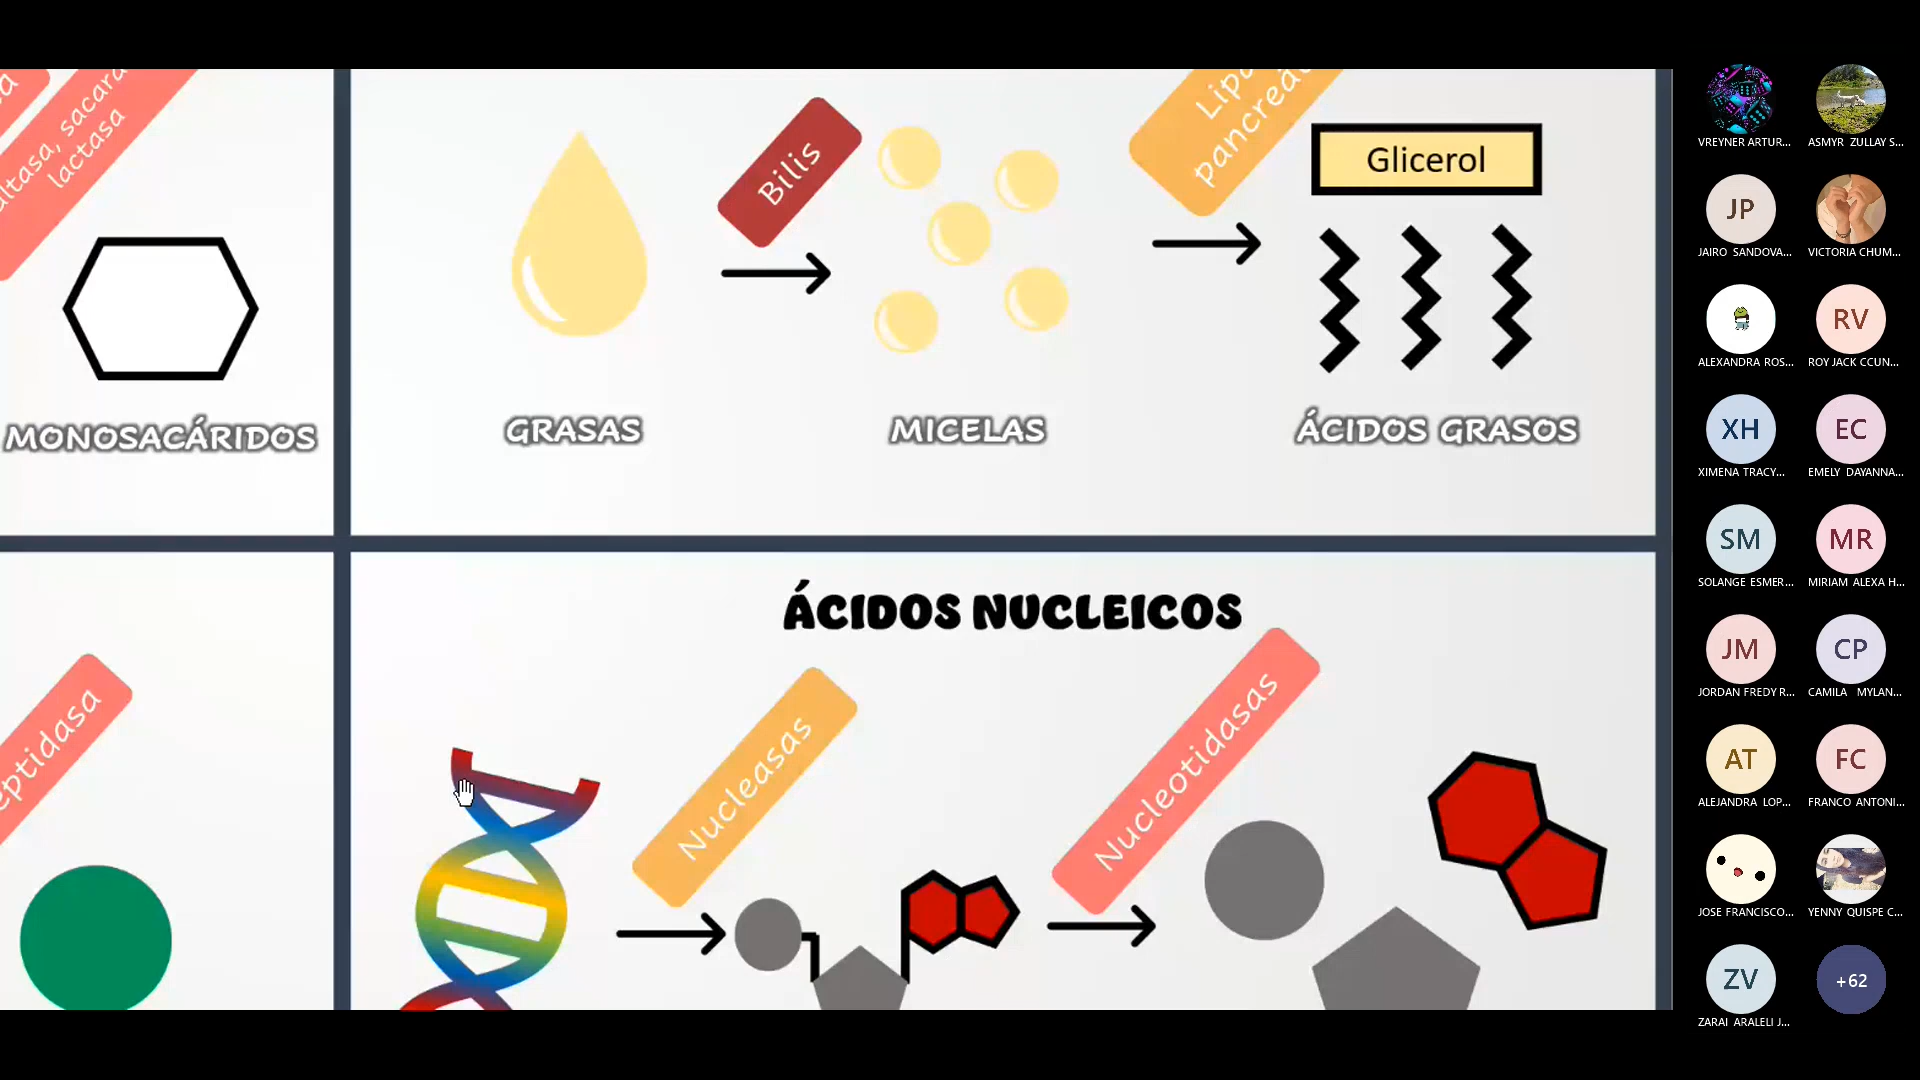 lactasa
MONOSACÁRIDOS
Bilis
Glicerol
GRASAS
MICELAS
ÁCIDOS GRASOS
ÁCIDOS NUCLEICOS
Nucleasas
Nucleotidasas
VREYNER ARTUR...
ASMYR ZULLAY S...
JP
JAIRO SANDOVA...
VICTORIA CHUM...
ALEXANDRA ROS...
RV
ROY JACK CCUN...
XH
XIMENA TRACY...
EC
EMELY DAYANNA...
SM
SOLANGE ESMER...
MR
MIRIAM ALEXA H...
JM
JORDAN FREDY R...
CP
CAMILA MYLAN...
AT
ALEJANDRA LOP...
FC
FRANCO ANTONI...
JOSE FRANCISCO...
YENNY QUISPE C...
ZV
ZARAI ARALELI J...
+62